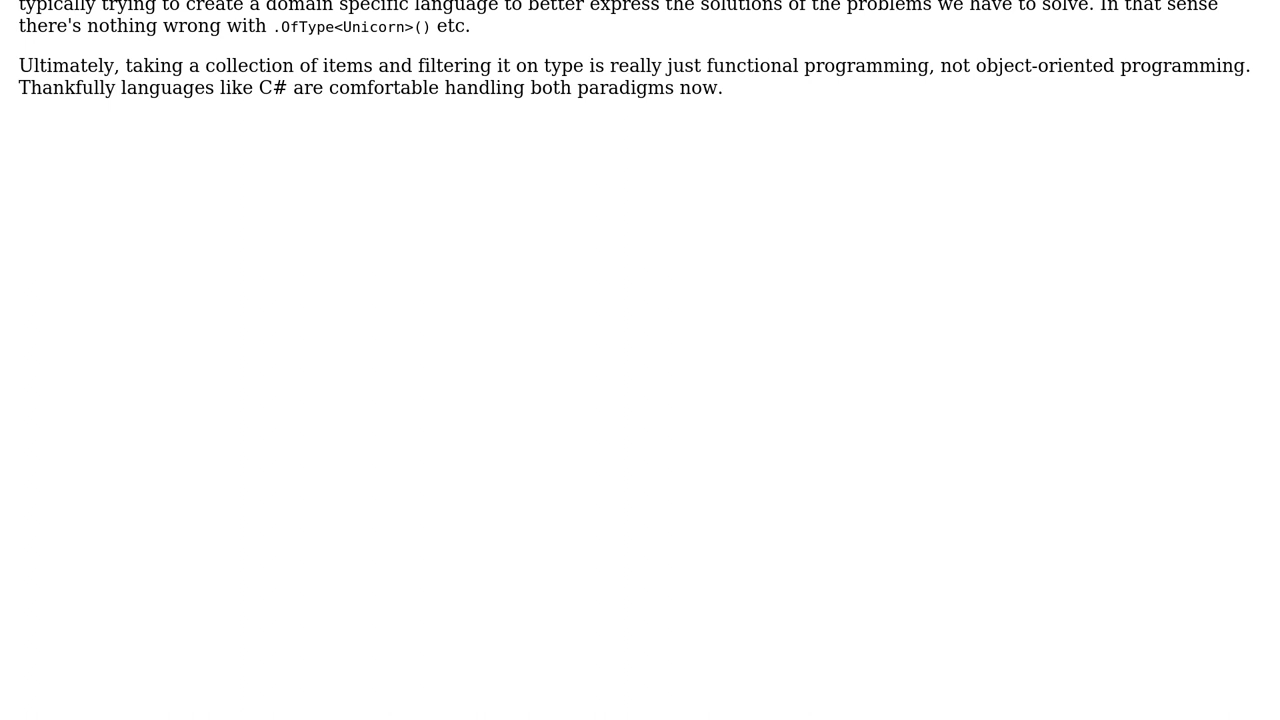 typically trying to create a domain specific language to better express the solutions of the problems we have to solve. In that sense
there's nothing wrong with .OfType<Unicorn>() etc.
Ultimately, taking a collection of items and filtering it on type is really just functional programming, not object-oriented programming.
Thankfully languages like C# are comfortable handling both paradigms now.